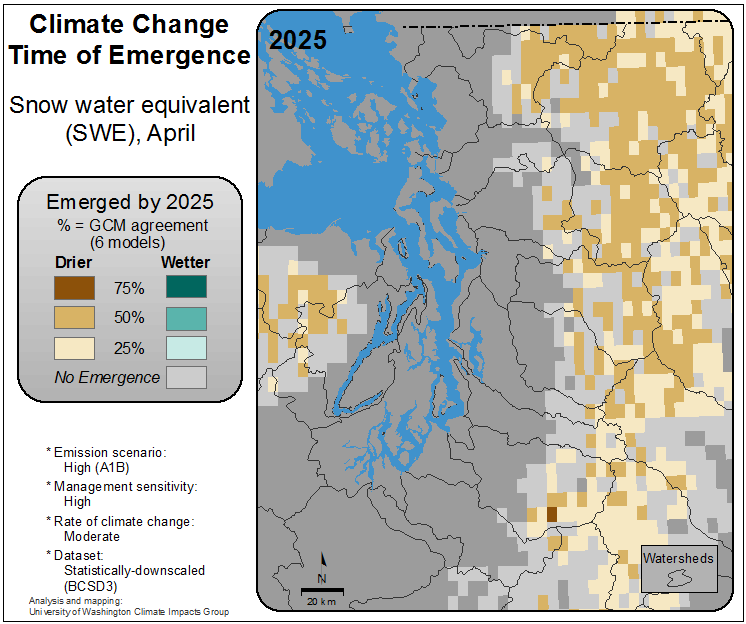 Climate Change
Time of Emergence
Snow water equivalent
(SWE), April
Emerged by 2025
% = GCM agreement
(6 models)
Drier Wetter
75%
50%
25%
No Emergence
* Emission scenario:
High (A1B)
* Management sensitivity:
High
* Rate of climate change:
Moderate
* Dataset:
Statistically-downscaled
(BCSD3)
Analysis and mapping:
University of Washington Climate Impacts Group
2025
N
20 km
Watersheds